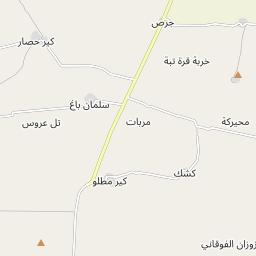 جرص
كير حصار
خربة قرة تبة
سلمان باغ
تل عروس
مربات
محيركة
كشك
كير مطلو
زوزان الفوقاني